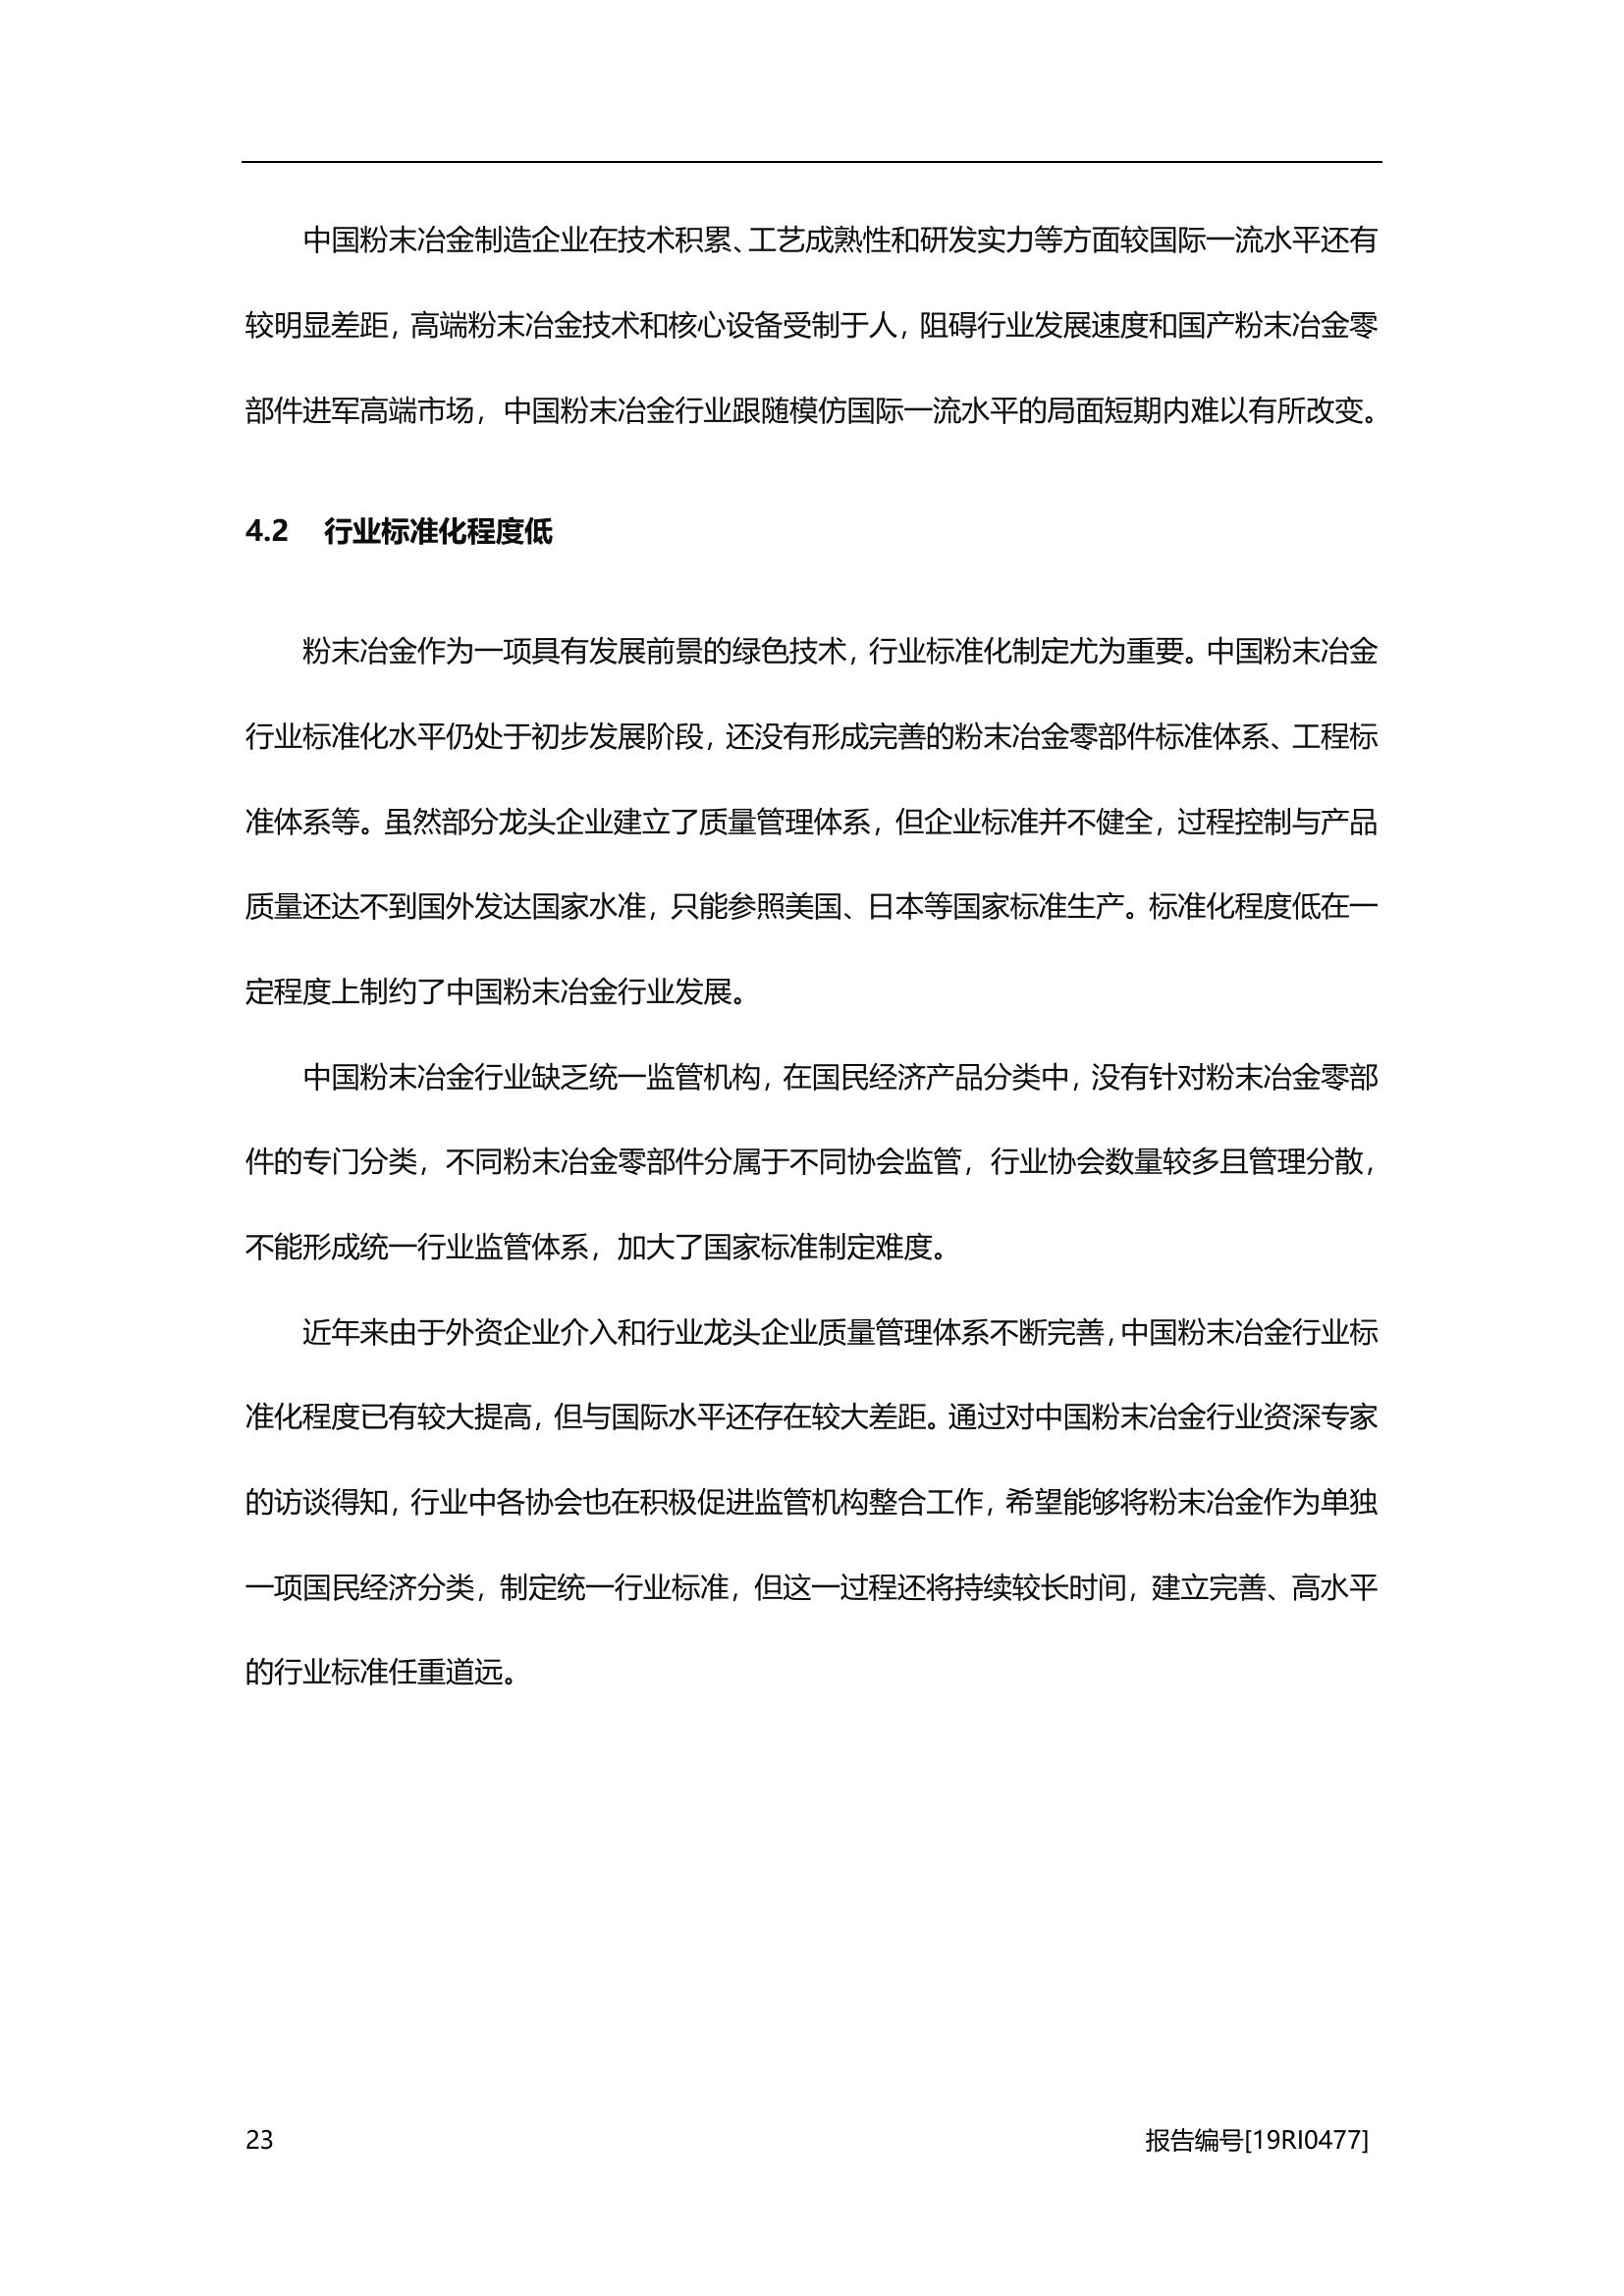 中国粉末冶金制造企业在技术积累、工艺成熟性和研发实力等方面较国际一流水平还有
较明显差距，高端粉末冶金技术和核心设备受制于人，阻碍行业发展速度和国产粉末冶金零
部件进军高端市场，中国粉末冶金行业跟随模仿国际一流水平的局面短期内难以有所改变。
4.2 行业标准化程度低
粉末冶金作为一项具有发展前景的绿色技术，行业标准化制定尤为重要。中国粉末冶金
行业标准化水平仍处于初步发展阶段，还没有形成完善的粉末冶金零部件标准体系、工程标
准体系等。虽然部分龙头企业建立了质量管理体系，但企业标准并不健全，过程控制与产品
质量还达不到国外发达国家水准，只能参照美国、日本等国家标准生产。标准化程度低在一
定程度上制约了中国粉末冶金行业发展。
中国粉末冶金行业缺乏统一监管机构，在国民经济产品分类中，没有针对粉末冶金零部
件的专门分类，不同粉末冶金零部件分属于不同协会监管，行业协会数量较多且管理分散，
不能形成统一行业监管体系，加大了国家标准制定难度。
近年来由于外资企业介入和行业龙头企业质量管理体系不断完善，中国粉末冶金行业标
准化程度已有较大提高，但与国际水平还存在较大差距。通过对中国粉末冶金行业资深专家
的访谈得知，行业中各协会也在积极促进监管机构整合工作，希望能够将粉末冶金作为单独
一项国民经济分类，制定统一行业标准，但这一过程还将持续较长时间，建立完善、高水平
的行业标准任重道远。
23 报告编号[19RI0477]